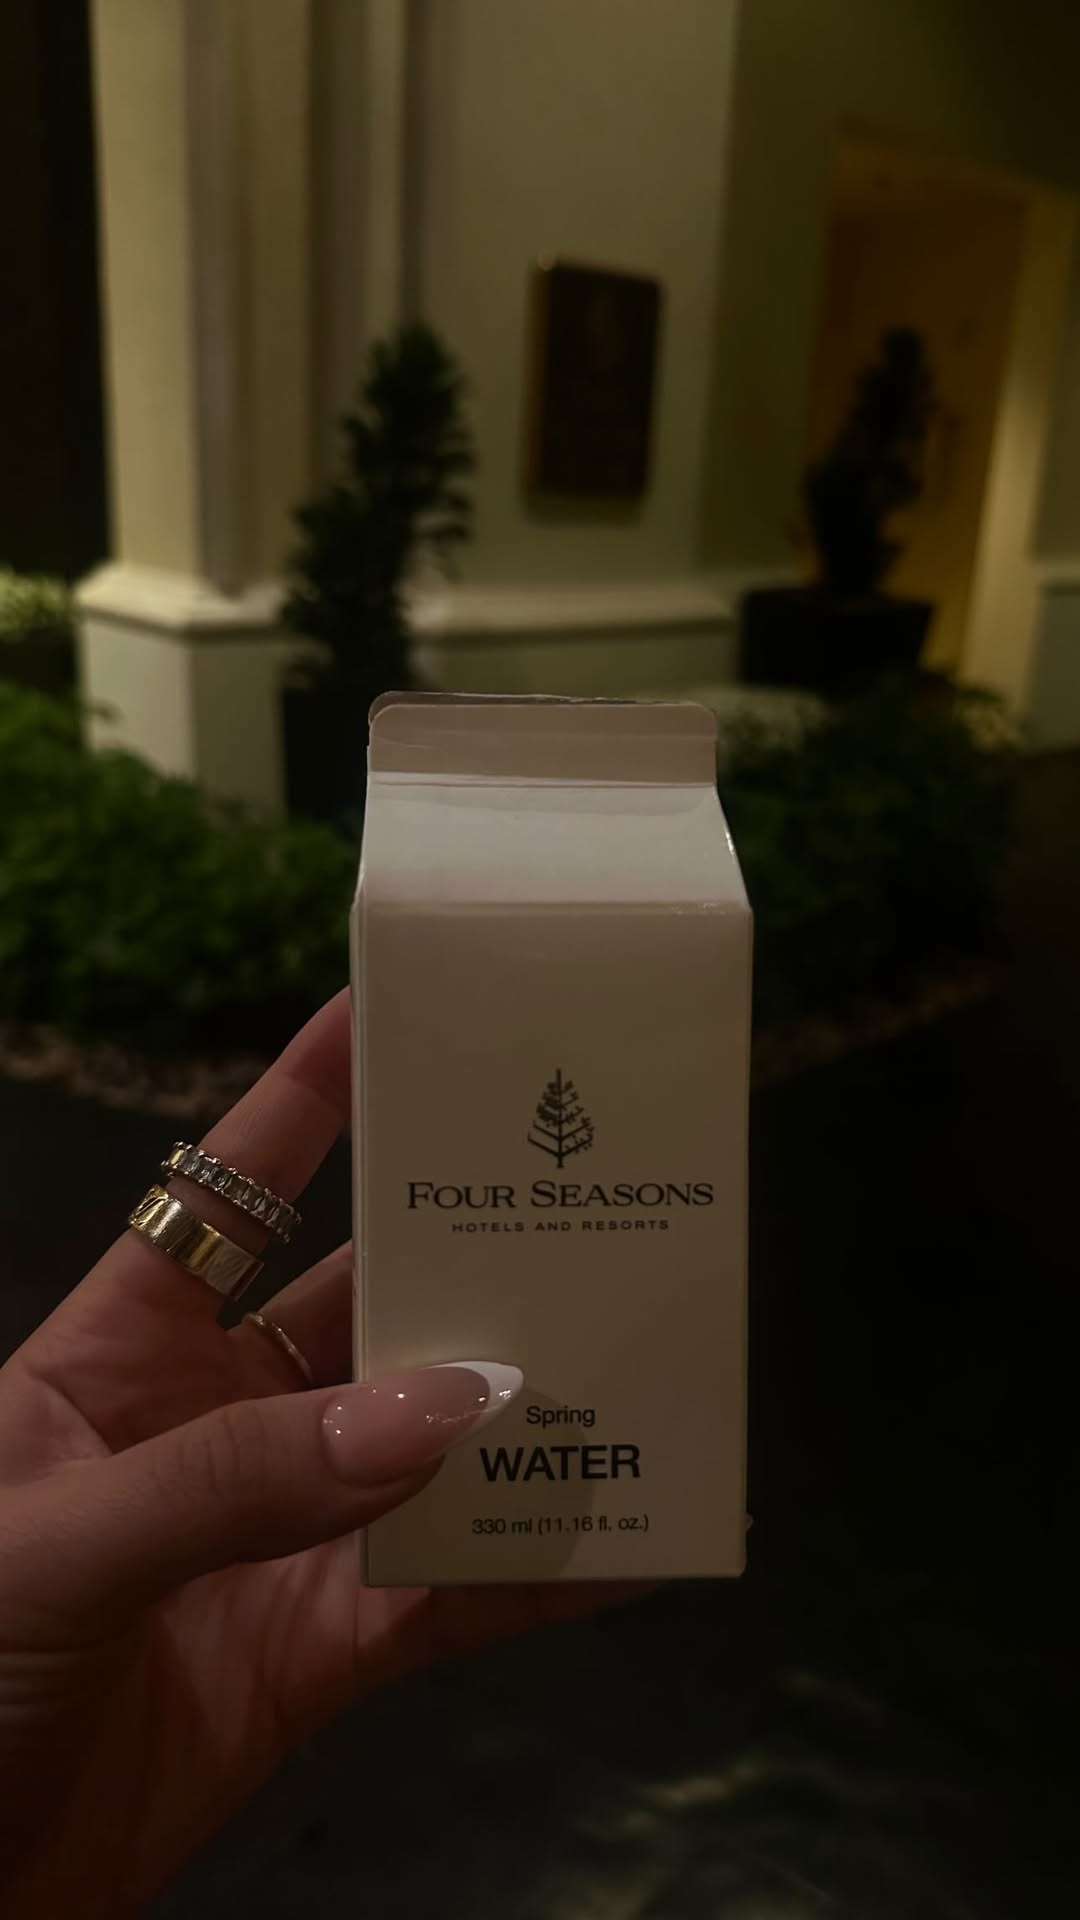 FOUR SEASONS
HOTELS AND RESORTS
Spring
WATER
330 ml (11.16 fl. oz.)